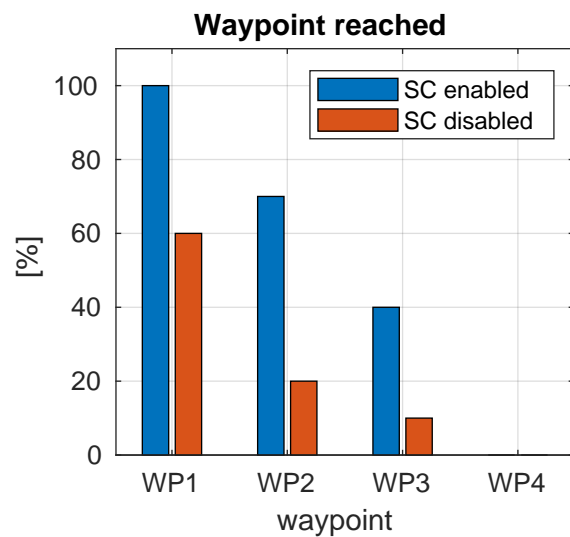 Waypoint reached
SC enabled
SC disabled
100
80
60
40
20
0
[%]
WP1 WP2 WP3 WP4
waypoint